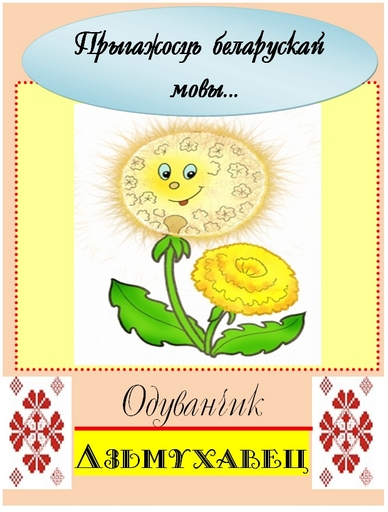 Прыгажосць беларускай
мовы...
Одуванчик
Дзьмухавец